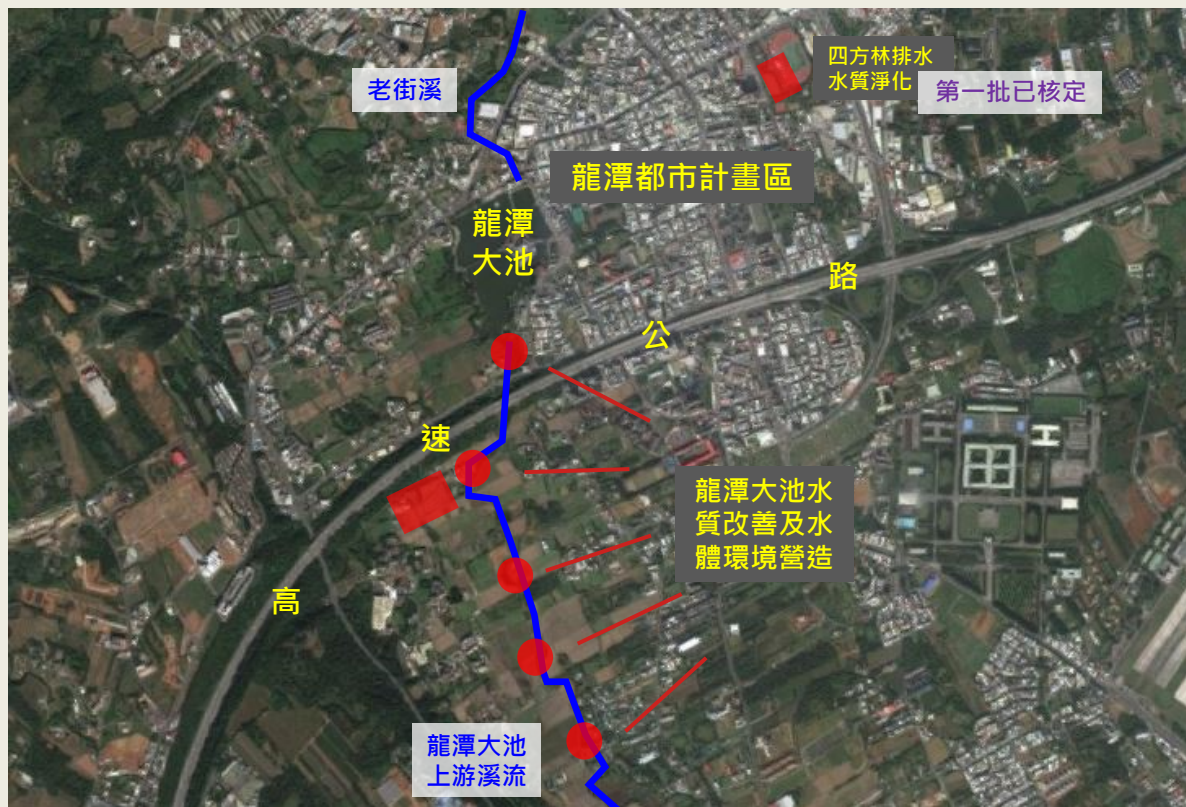 老街溪
四方林排水
水質淨化
第一批已核定
龍潭都市計畫區
龍潭
大池
路
公
速
高
龍潭大池水
質改善及水
體環境營造
龍潭大池
上游溪流